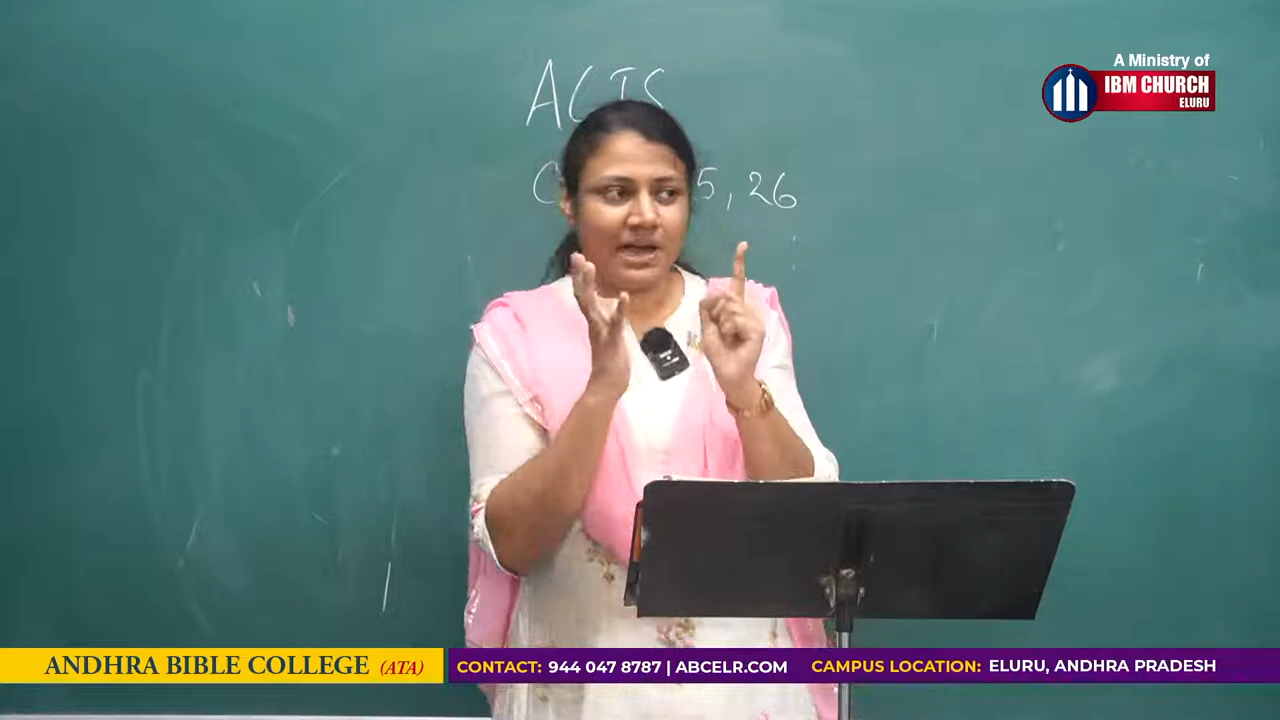 A Ministry of
IBM CHURCH
ELURU
ACTS
5, 26
ANDHRA BIBLE COLLEGE (ATA)
CONTACT: 944 047 8787 | ABCELR.COM
CAMPUS LOCATION: ELURU, ANDHRA PRADESH